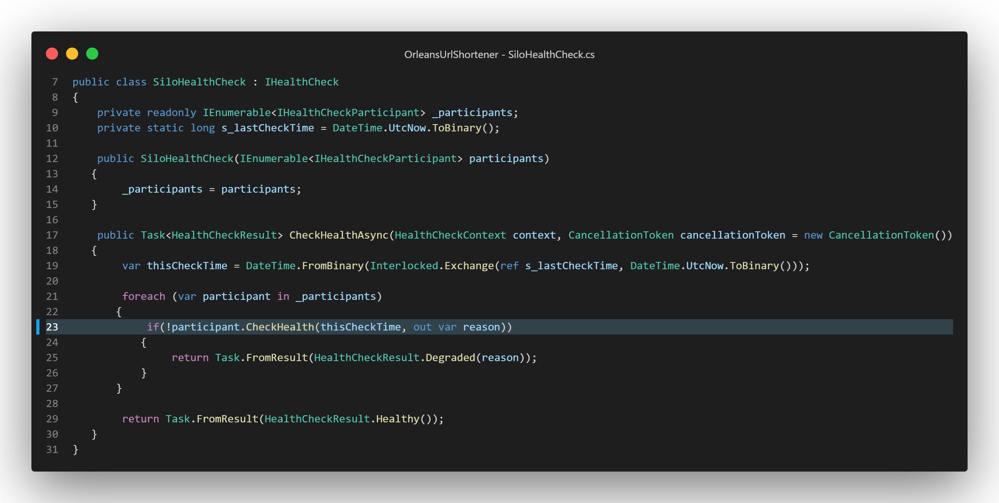 OrleansUrlShortener - SiloHealthCheck.cs
7 public class SiloHealthCheck : IHealthCheck
8 {
9     private readonly IEnumerable<IHealthCheckParticipant> _participants;
10     private static long s_lastCheckTime = DateTime.UtcNow.ToBinary();
11
12     public SiloHealthCheck(IEnumerable<IHealthCheckParticipant> participants)
13    {
14         _participants = participants;
15    }
16
17     public Task<HealthCheckResult> CheckHealthAsync(HealthCheckContext context, CancellationToken cancellationToken = new CancellationToken())
18    {
19         var thisCheckTime = DateTime.FromBinary(Interlocked.Exchange(ref s_lastCheckTime, DateTime.UtcNow.ToBinary()));
20
21         foreach (var participant in _participants)
22        {
23             if(!participant.CheckHealth(thisCheckTime, out var reason))
24            {
25                 return Task.FromResult(HealthCheckResult.Degraded(reason));
26            }
27        }
28
29         return Task.FromResult(HealthCheckResult.Healthy());
30    }
31 }